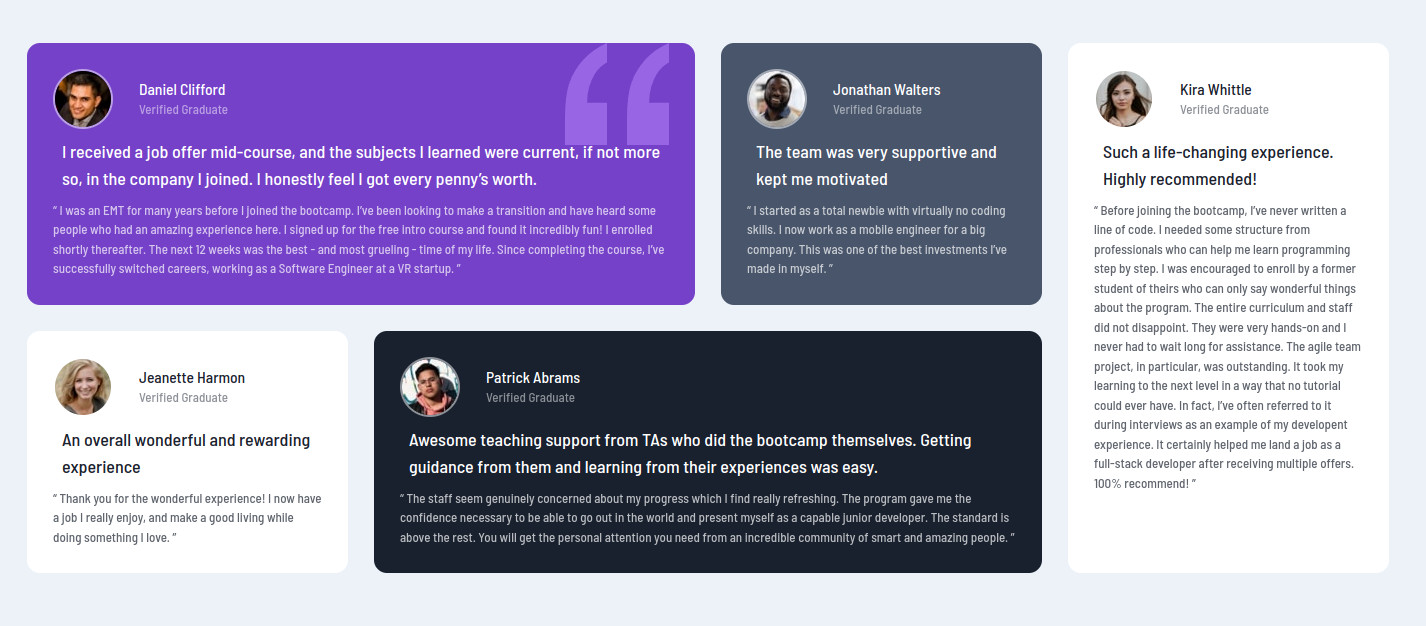 Daniel Clifford
Verified Graduate
I received a job offer mid-course, and the subjects I learned were current, if not more
so, in the company I joined. I honestly feel I got every penny’s worth.
“ I was an EMT for many years before I joined the bootcamp. I’ve been looking to make a transition and have heard some
people who had an amazing experience here. I signed up for the free intro course and found it incredibly fun! I enrolled
shortly thereafter. The next 12 weeks was the best - and most grueling - time of my life. Since completing the course, I’ve
successfully switched careers, working as a Software Engineer at a VR startup. ”
Jonathan Walters
Verified Graduate
The team was very supportive and
kept me motivated
“ I started as a total newbie with virtually no coding
skills. I now work as a mobile engineer for a big
company. This was one of the best investments I’ve
made in myself. ”
Kira Whittle
Verified Graduate
Such a life-changing experience.
Highly recommended!
“ Before joining the bootcamp, I’ve never written a
line of code. I needed some structure from
professionals who can help me learn programming
step by step. I was encouraged to enroll by a former
student of theirs who can only say wonderful things
about the program. The entire curriculum and staff
did not disappoint. They were very hands-on and I
never had to wait long for assistance. The agile team
project, in particular, was outstanding. It took my
learning to the next level in a way that no tutorial
could ever have. In fact, I’ve often referred to it
during interviews as an example of my developent
experience. It certainly helped me land a job as a
full-stack developer after receiving multiple offers.
100% recommend! ”
Jeanette Harmon
Verified Graduate
An overall wonderful and rewarding
experience
“ Thank you for the wonderful experience! I now have
a job I really enjoy, and make a good living while
doing something I love. ”
Patrick Abrams
Verified Graduate
Awesome teaching support from TAs who did the bootcamp themselves. Getting
guidance from them and learning from their experiences was easy.
“ The staff seem genuinely concerned about my progress which I find really refreshing. The program gave me the
confidence necessary to be able to go out in the world and present myself as a capable junior developer. The standard is
above the rest. You will get the personal attention you need from an incredible community of smart and amazing people. ”